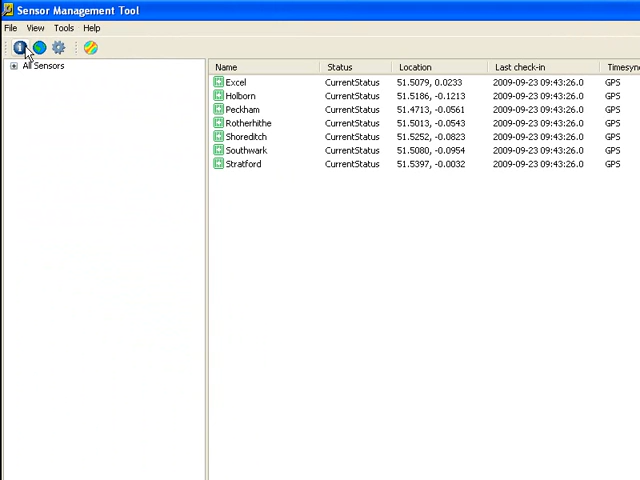 Sensor Management Tool
File View Tools Help
All Sensors
Name Status Location Last check-in Timesync
Excel CurrentStatus 51.5079, 0.0233 2009-09-23 09:43:26.0 GPS
Holborn CurrentStatus 51.5186, -0.1213 2009-09-23 09:43:26.0 GPS
Peckham CurrentStatus 51.4713, -0.0561 2009-09-23 09:43:26.0 GPS
Rotherhithe CurrentStatus 51.5013, -0.0543 2009-09-23 09:43:26.0 GPS
Shoreditch CurrentStatus 51.5252, -0.0823 2009-09-23 09:43:26.0 GPS
Southwark CurrentStatus 51.5080, -0.0954 2009-09-23 09:43:26.0 GPS
Stratford CurrentStatus 51.5397, -0.0032 2009-09-23 09:43:26.0 GPS